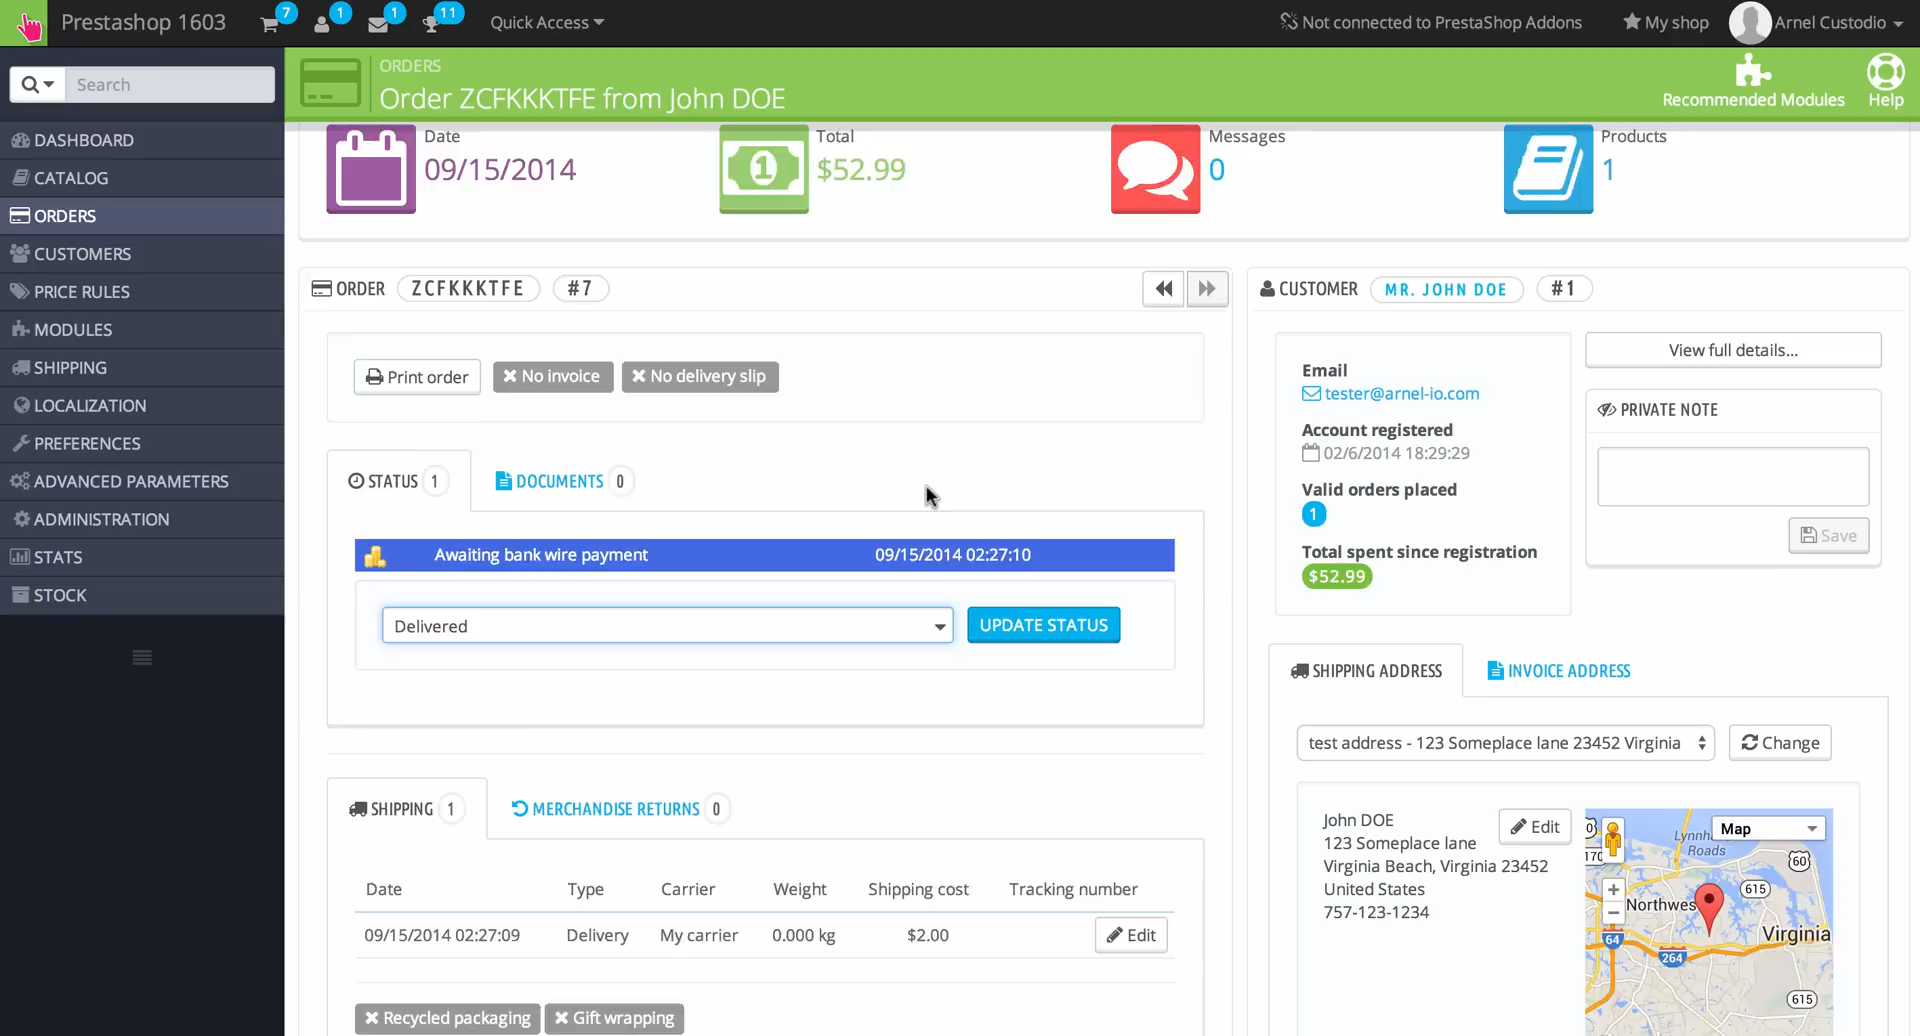 Prestashop 1603 7 1 1 11 Quick Access Not connected to PrestaShop Addons My shop Arnel Custodio
Search
DASHBOARD
CATALOG
ORDERS
CUSTOMERS
PRICE RULES
MODULES
SHIPPING
LOCALIZATION
PREFERENCES
ADVANCED PARAMETERS
ADMINISTRATION
STATS
STOCK
ORDERS
Order ZCFKKKTFE from John DOE
Recommended Modules
Help
Date
09/15/2014
1
Total
$52.99
Messages
0
Products
1
ORDER ZCFKKKTFE #7
Print order No invoice No delivery slip
STATUS 1 DOCUMENTS 0
Awaiting bank wire payment 09/15/2014 02:27:10
Delivered UPDATE STATUS
SHIPPING 1 MERCHANDISE RETURNS 0
Date Type Carrier Weight Shipping cost Tracking number
09/15/2014 02:27:09 Delivery My carrier 0.000 kg $2.00 Edit
Recycled packaging Gift wrapping
CUSTOMER MR. JOHN DOE #1
Email
tester@arnel-io.com
Account registered
02/6/2014 18:29:29
Valid orders placed
1
Total spent since registration
$52.99
View full details...
PRIVATE NOTE
Save
SHIPPING ADDRESS INVOICE ADDRESS
test address - 123 Someplace lane 23452 Virginia Change
John DOE
123 Someplace lane
Virginia Beach, Virginia 23452
United States
757-123-1234
Edit
Map
Roads
60
615
Northwes
Virginia
64
264
615